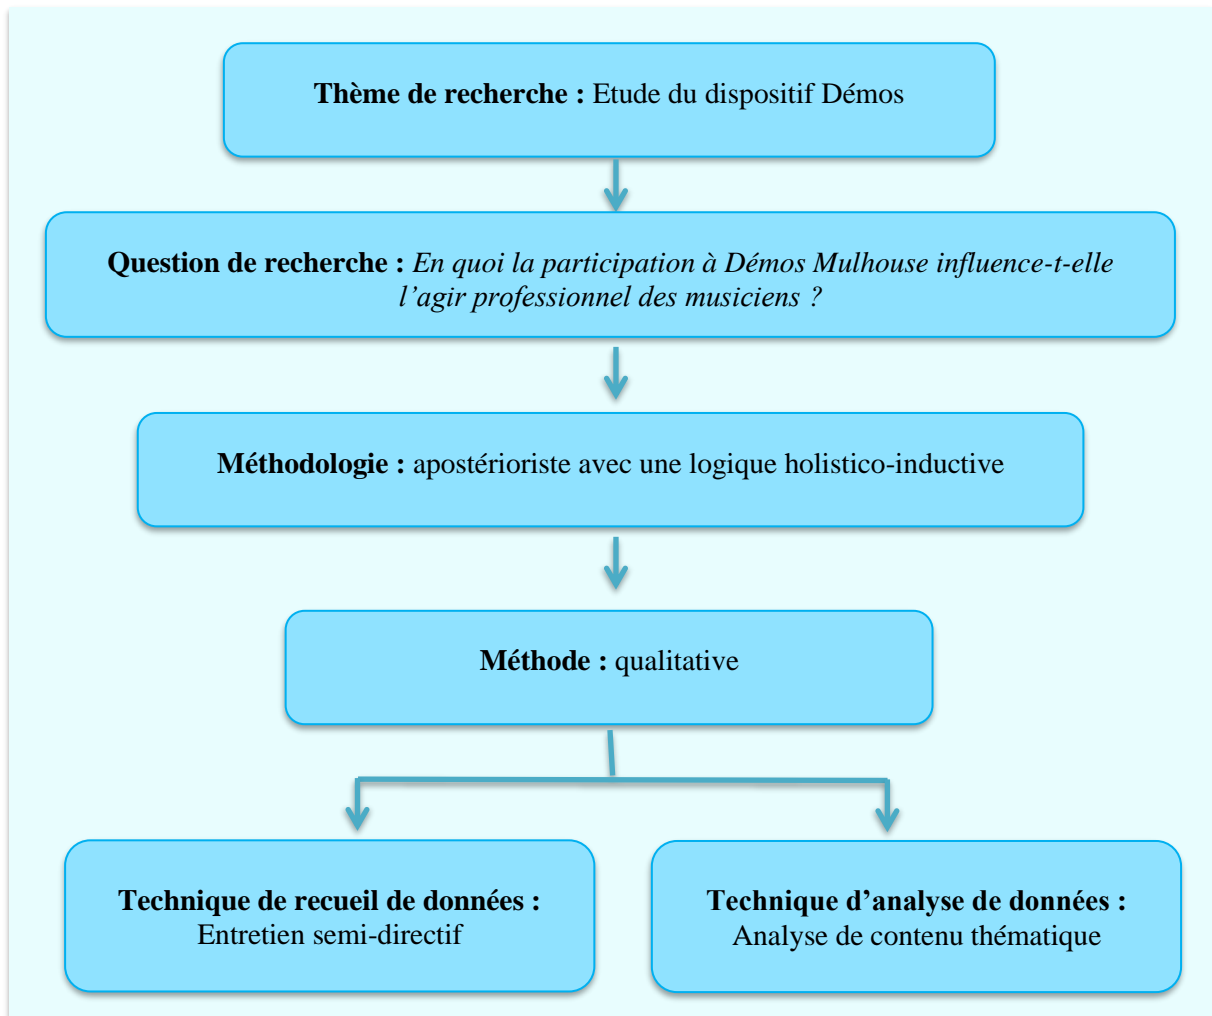 Thème de recherche : Etude du dispositif Démos
Question de recherche : En quoi la participation à Démos Mulhouse influence-t-elle
l’agir professionnel des musiciens ?
Méthodologie : apostérioriste avec une logique holistico-inductive
Méthode : qualitative
Technique de recueil de données :
Entretien semi-directif
Technique d’analyse de données :
Analyse de contenu thématique